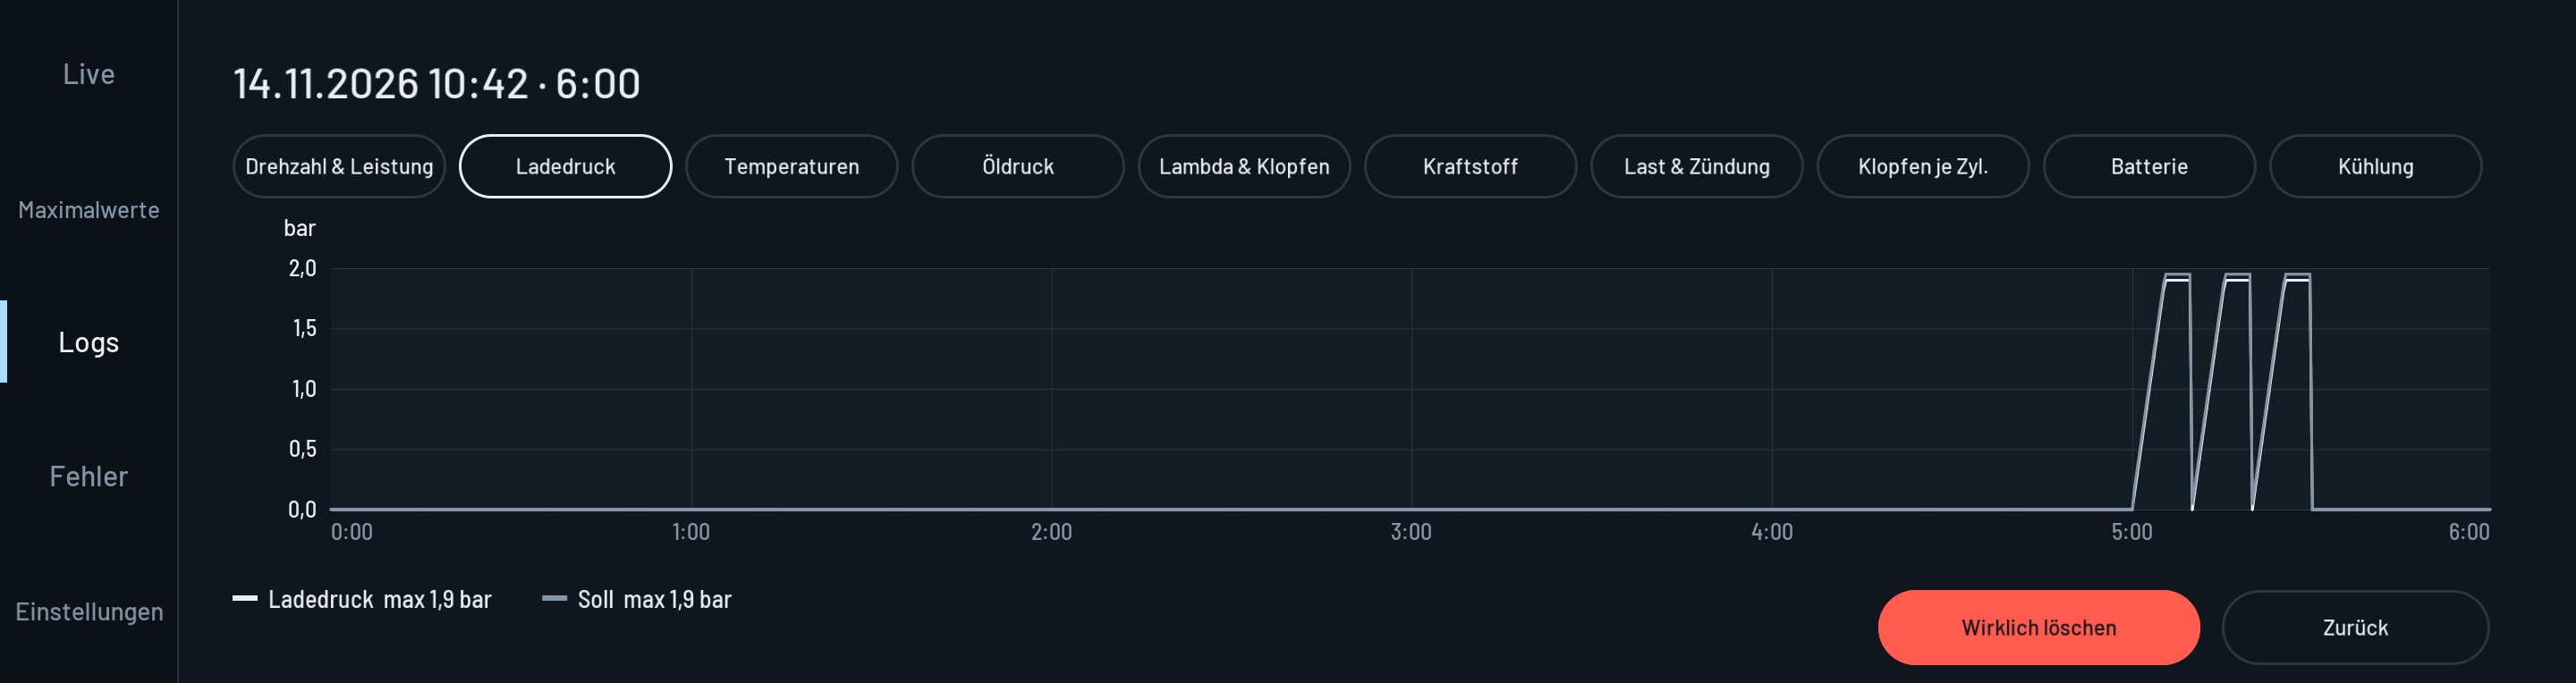 Live
Maximalwerte
Logs
Fehler
Einstellungen
14.11.2026 10:42 · 6:00
Drehzahl & Leistung
Ladedruck
Temperaturen
Öldruck
Lambda & Klopfen
Kraftstoff
Last & Zündung
Klopfen je Zyl.
Batterie
Kühlung
bar
2,0
1,5
1,0
0,5
0,0
0:00 1:00 2:00 3:00 4:00 5:00 6:00
Ladedruck max 1,9 bar
Soll max 1,9 bar
Wirklich löschen
Zurück